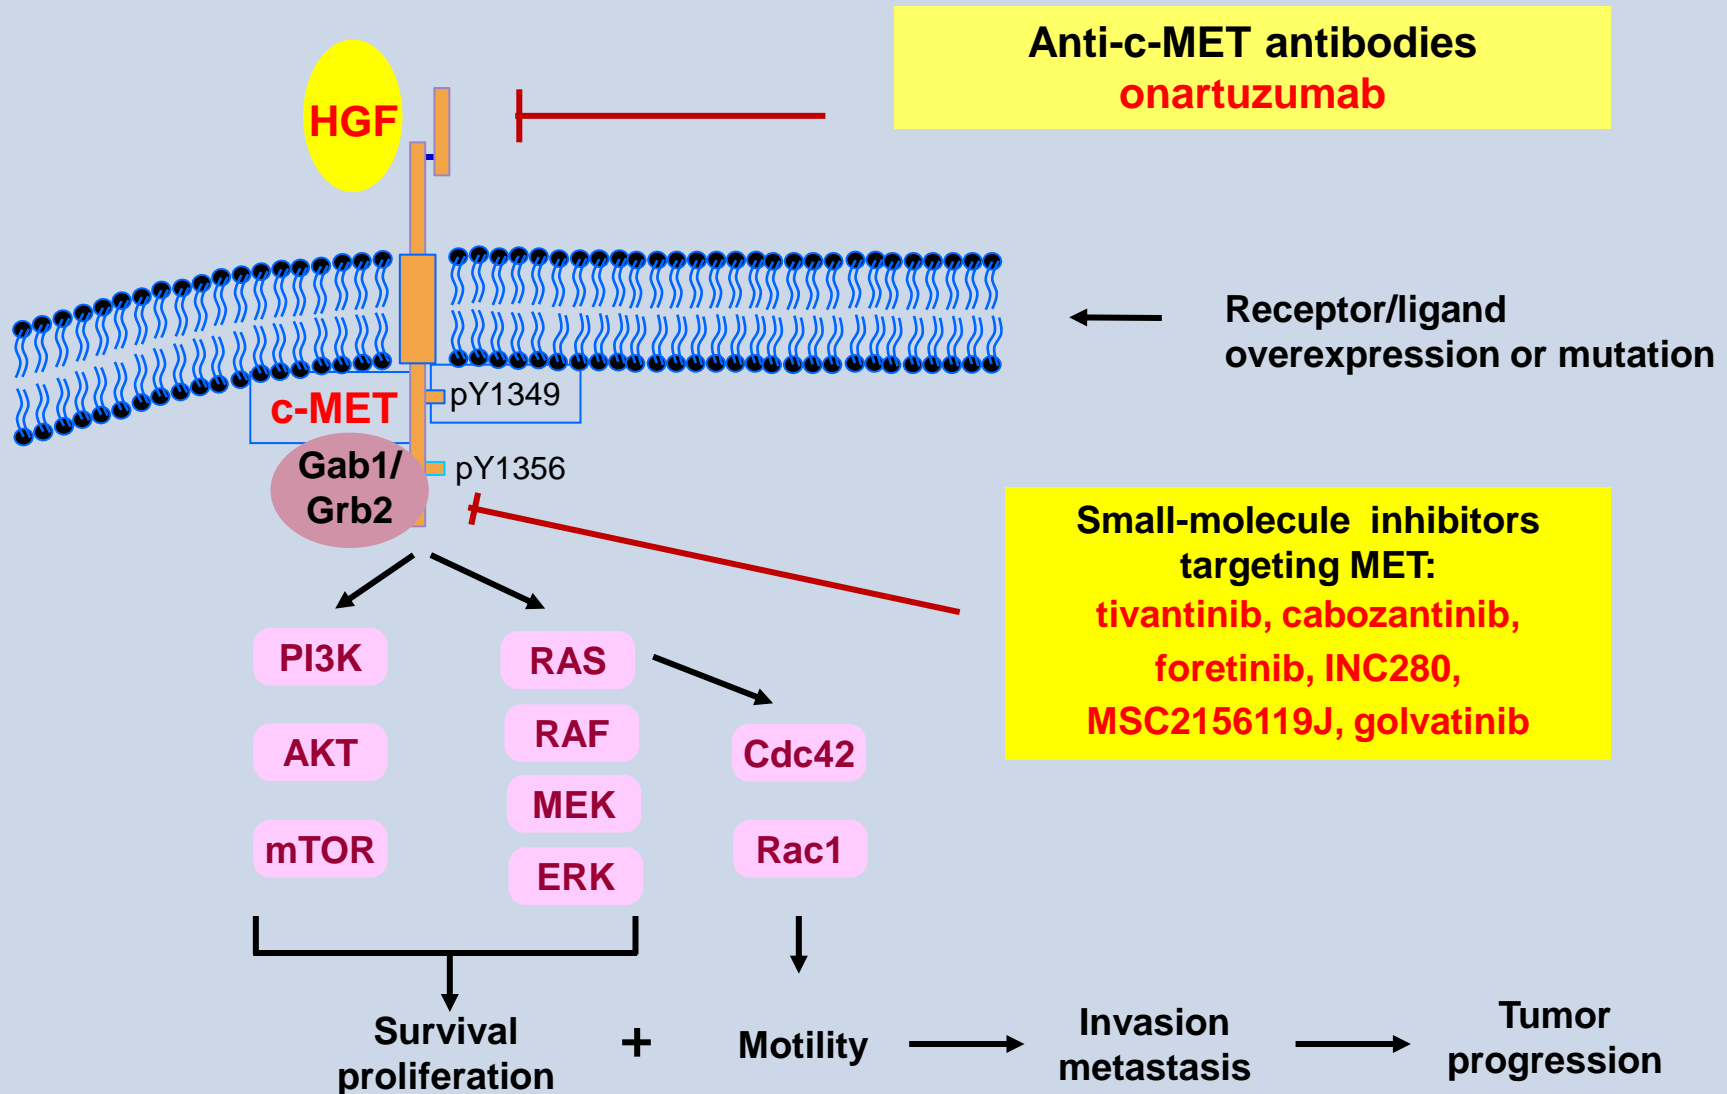 Anti-c-MET antibodies
onartuzumab
HGF
Receptor/ligand
overexpression or mutation
c-MET
pY1349
Gab1/
Grb2
pY1356
Small-molecule inhibitors
targeting MET:
tivantinib, cabozantinib,
foretinib, INC280,
MSC2156119J, golvatinib
PI3K
RAS
AKT
RAF
Cdc42
MEK
mTOR
ERK
Rac1
Survival
proliferation
+
Motility
Invasion
metastasis
Tumor
progression